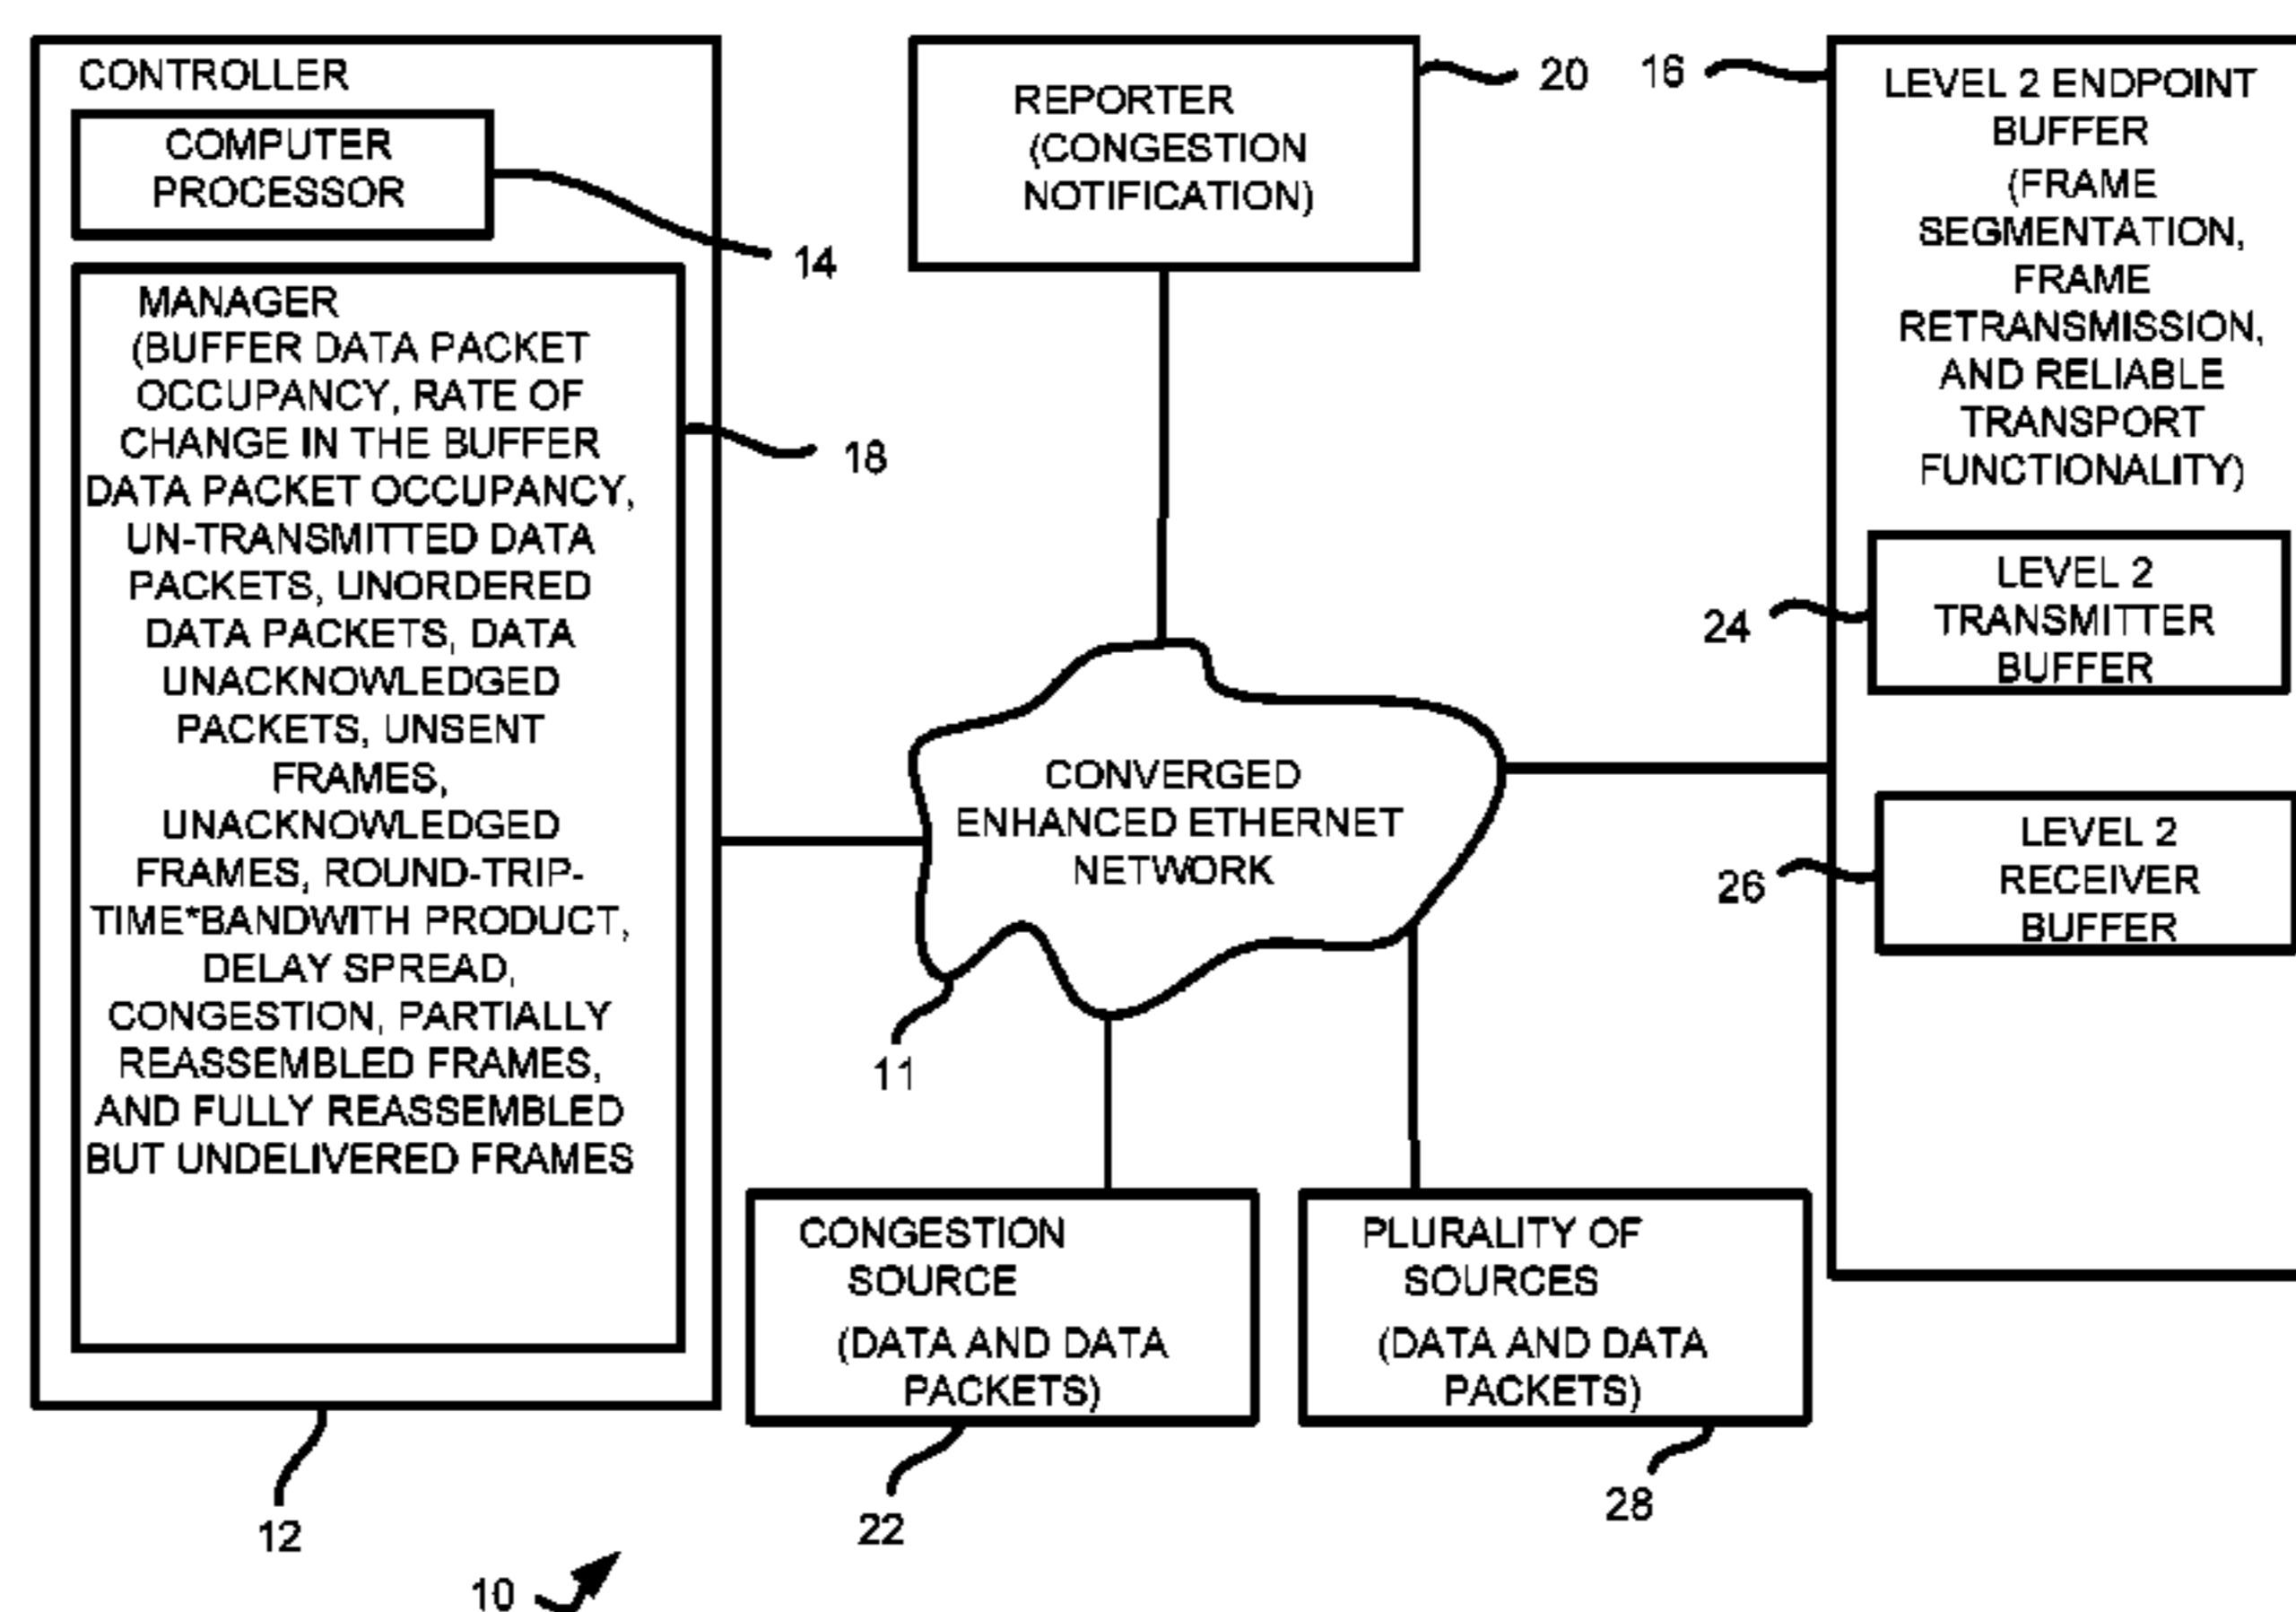 CONTROLLER
COMPUTER
PROCESSOR
14
MANAGER
(BUFFER DATA PACKET
OCCUPANCY, RATE OF
CHANGE IN THE BUFFER
DATA PACKET OCCUPANCY,
UN-TRANSMITTED DATA
PACKETS, UNORDERED
DATA PACKETS, DATA
UNACKNOWLEDGED
PACKETS, UNSENT
FRAMES,
UNACKNOWLEDGED
FRAMES, ROUND-TRIP-
TIME*BANDWITH PRODUCT,
DELAY SPREAD,
CONGESTION, PARTIALLY
REASSEMBLED FRAMES,
AND FULLY REASSEMBLED
BUT UNDELIVERED FRAMES
18
12
10
REPORTER
(CONGESTION
NOTIFICATION)
20
CONVERGED
ENHANCED ETHERNET
NETWORK
11
CONGESTION
SOURCE
(DATA AND DATA
PACKETS)
22
PLURALITY OF
SOURCES
(DATA AND DATA
PACKETS)
28
16
LEVEL 2 ENDPOINT
BUFFER
(FRAME
SEGMENTATION,
FRAME
RETRANSMISSION,
AND RELIABLE
TRANSPORT
FUNCTIONALITY)
24
LEVEL 2
TRANSMITTER
BUFFER
26
LEVEL 2
RECEIVER
BUFFER